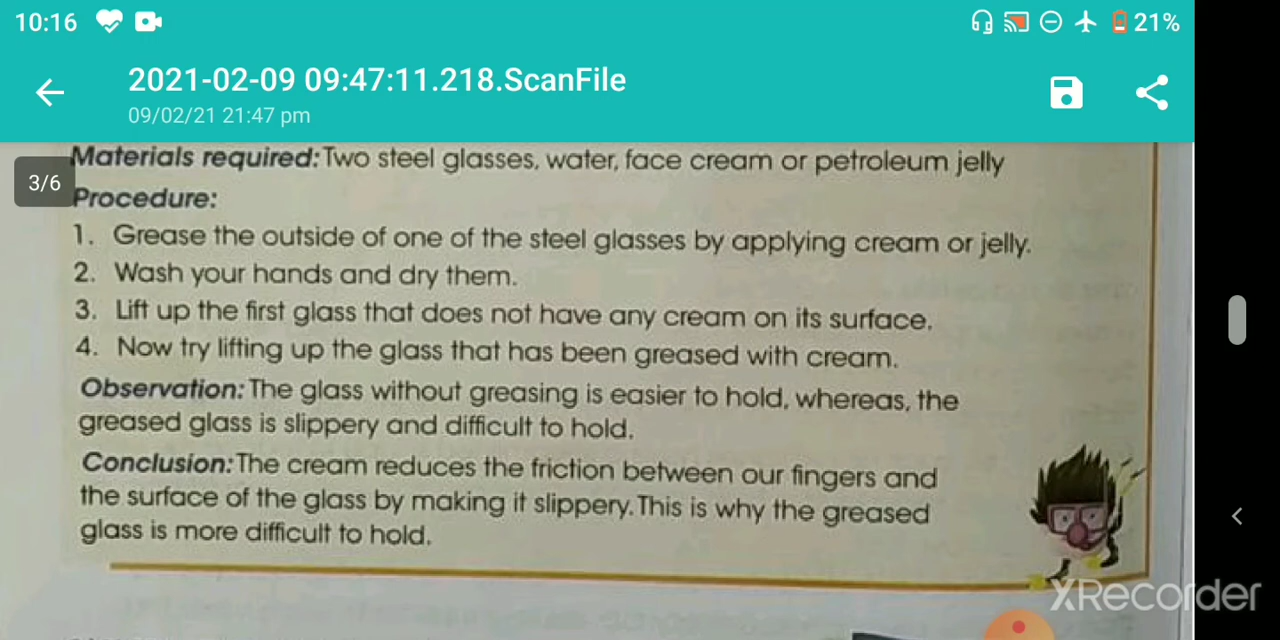 10:16
21%
2021-02-09 09:47:11.218.ScanFile
09/02/21 21:47 pm
3/6
Materials required: Two steel glasses, water, face cream or petroleum jelly
Procedure:
1. Grease the outside of one of the steel glasses by applying cream or jelly.
2. Wash your hands and dry them.
3. Lift up the first glass that does not have any cream on its surface.
4. Now try lifting up the glass that has been greased with cream.
Observation: The glass without greasing is easier to hold, whereas, the
greased glass is slippery and difficult to hold.
Conclusion: The cream reduces the friction between our fingers and
the surface of the glass by making it slippery. This is why the greased
glass is more difficult to hold.
XRecorder